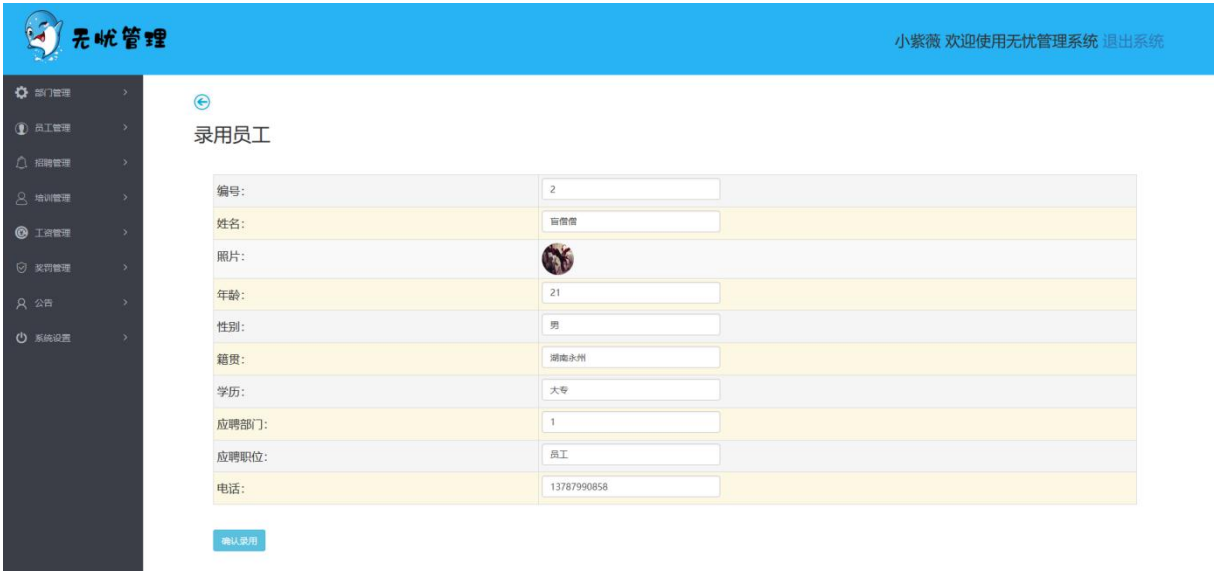 无忧管理
小紫薇 欢迎使用无忧管理系统 退出系统
部门管理
员工管理
招聘管理
培训管理
工资管理
奖罚管理
公告
系统设置
录用员工
编号： 2
姓名： 盲僧僧
照片：
年龄： 21
性别： 男
籍贯： 湖南永州
学历： 大专
应聘部门： 1
应聘职位： 员工
电话： 13787990858
确认录用